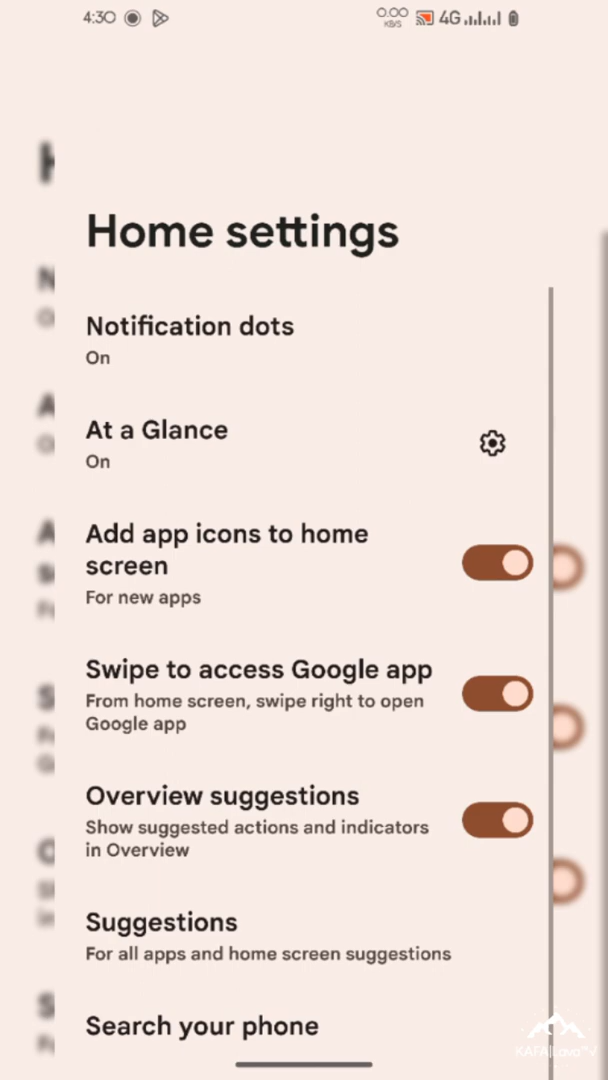 4:30
0.00
KB/S
4G
Home settings
Notification dots
On
At a Glance
On
Add app icons to home
screen
For new apps
Swipe to access Google app
From home screen, swipe right to open
Google app
Overview suggestions
Show suggested actions and indicators
in Overview
Suggestions
For all apps and home screen suggestions
Search your phone